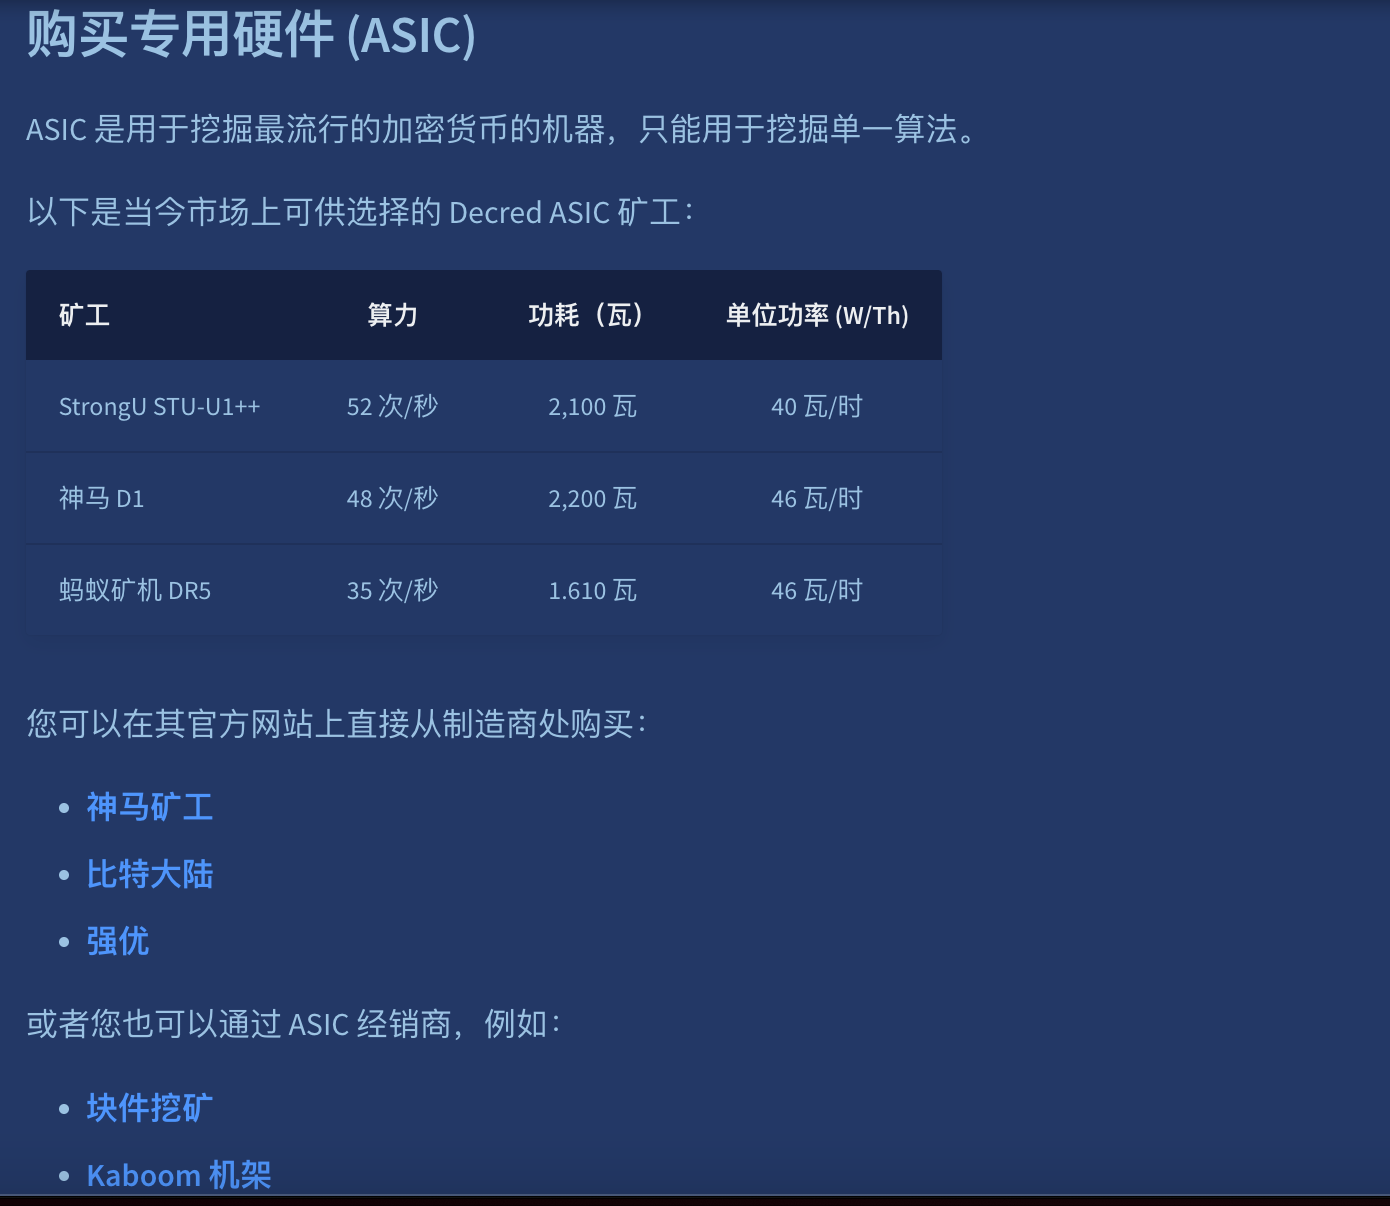 购买专用硬件 (ASIC)
ASIC 是用于挖掘最流行的加密货币的机器，只能用于挖掘单一算法。
以下是当今市场上可供选择的 Decred ASIC 矿工：
矿工 算力 功耗（瓦） 单位功率 (W/Th)
StrongU STU-U1++ 52 次/秒 2,100 瓦 40 瓦/时
神马 D1 48 次/秒 2,200 瓦 46 瓦/时
蚂蚁矿机 DR5 35 次/秒 1.610 瓦 46 瓦/时
您可以在其官方网站上直接从制造商处购买：
• 神马矿工
• 比特大陆
• 强优
或者您也可以通过 ASIC 经销商，例如：
• 块件挖矿
• Kaboom 机架